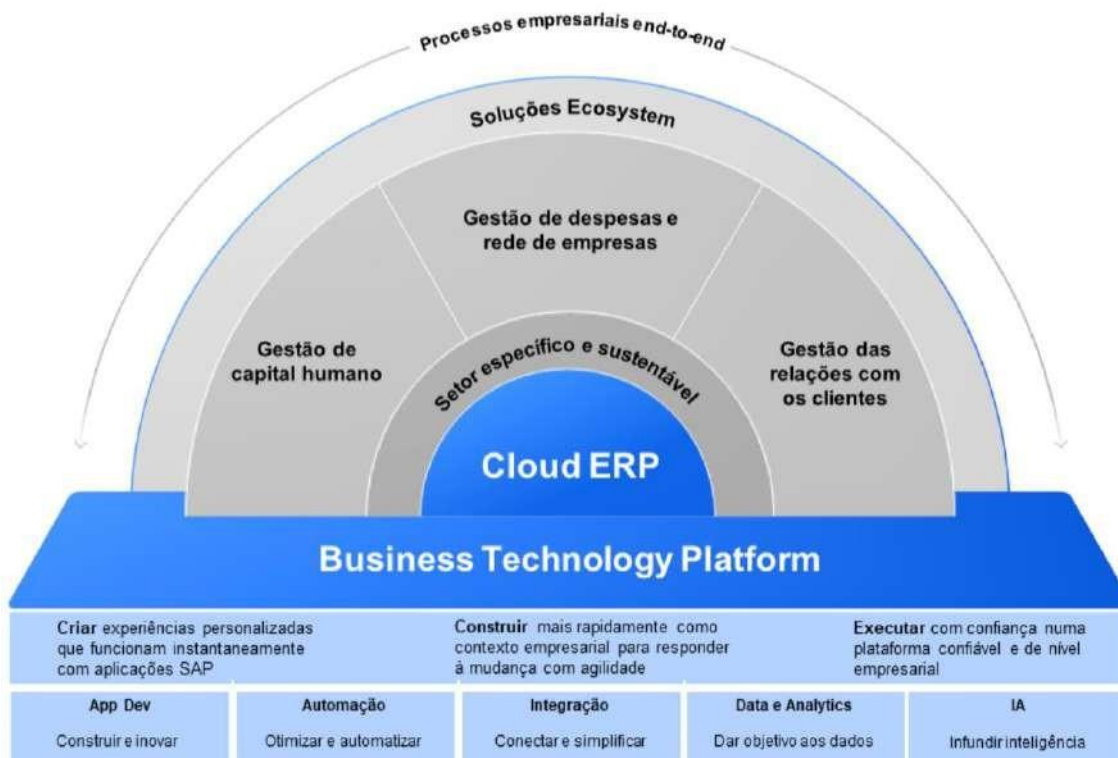 Processos empresariais end-to-end
Soluções Ecosystem
Gestão de despesas e
rede de empresas
Gestão de
capital humano
Gestão das
relações com
os clientes
Setor específico e sustentável
Cloud ERP
Business Technology Platform
Criar experiências personalizadas
que funcionam instantaneamente
com aplicações SAP
Construir mais rapidamente como
contexto empresarial para responder
à mudança com agilidade
Executar com confiança numa
plataforma confiável e de nível
empresarial
App Dev
Construir e inovar
Automação
Otimizar e automatizar
Integração
Conectar e simplificar
Data e Analytics
Dar objetivo aos dados
IA
Infundir inteligência